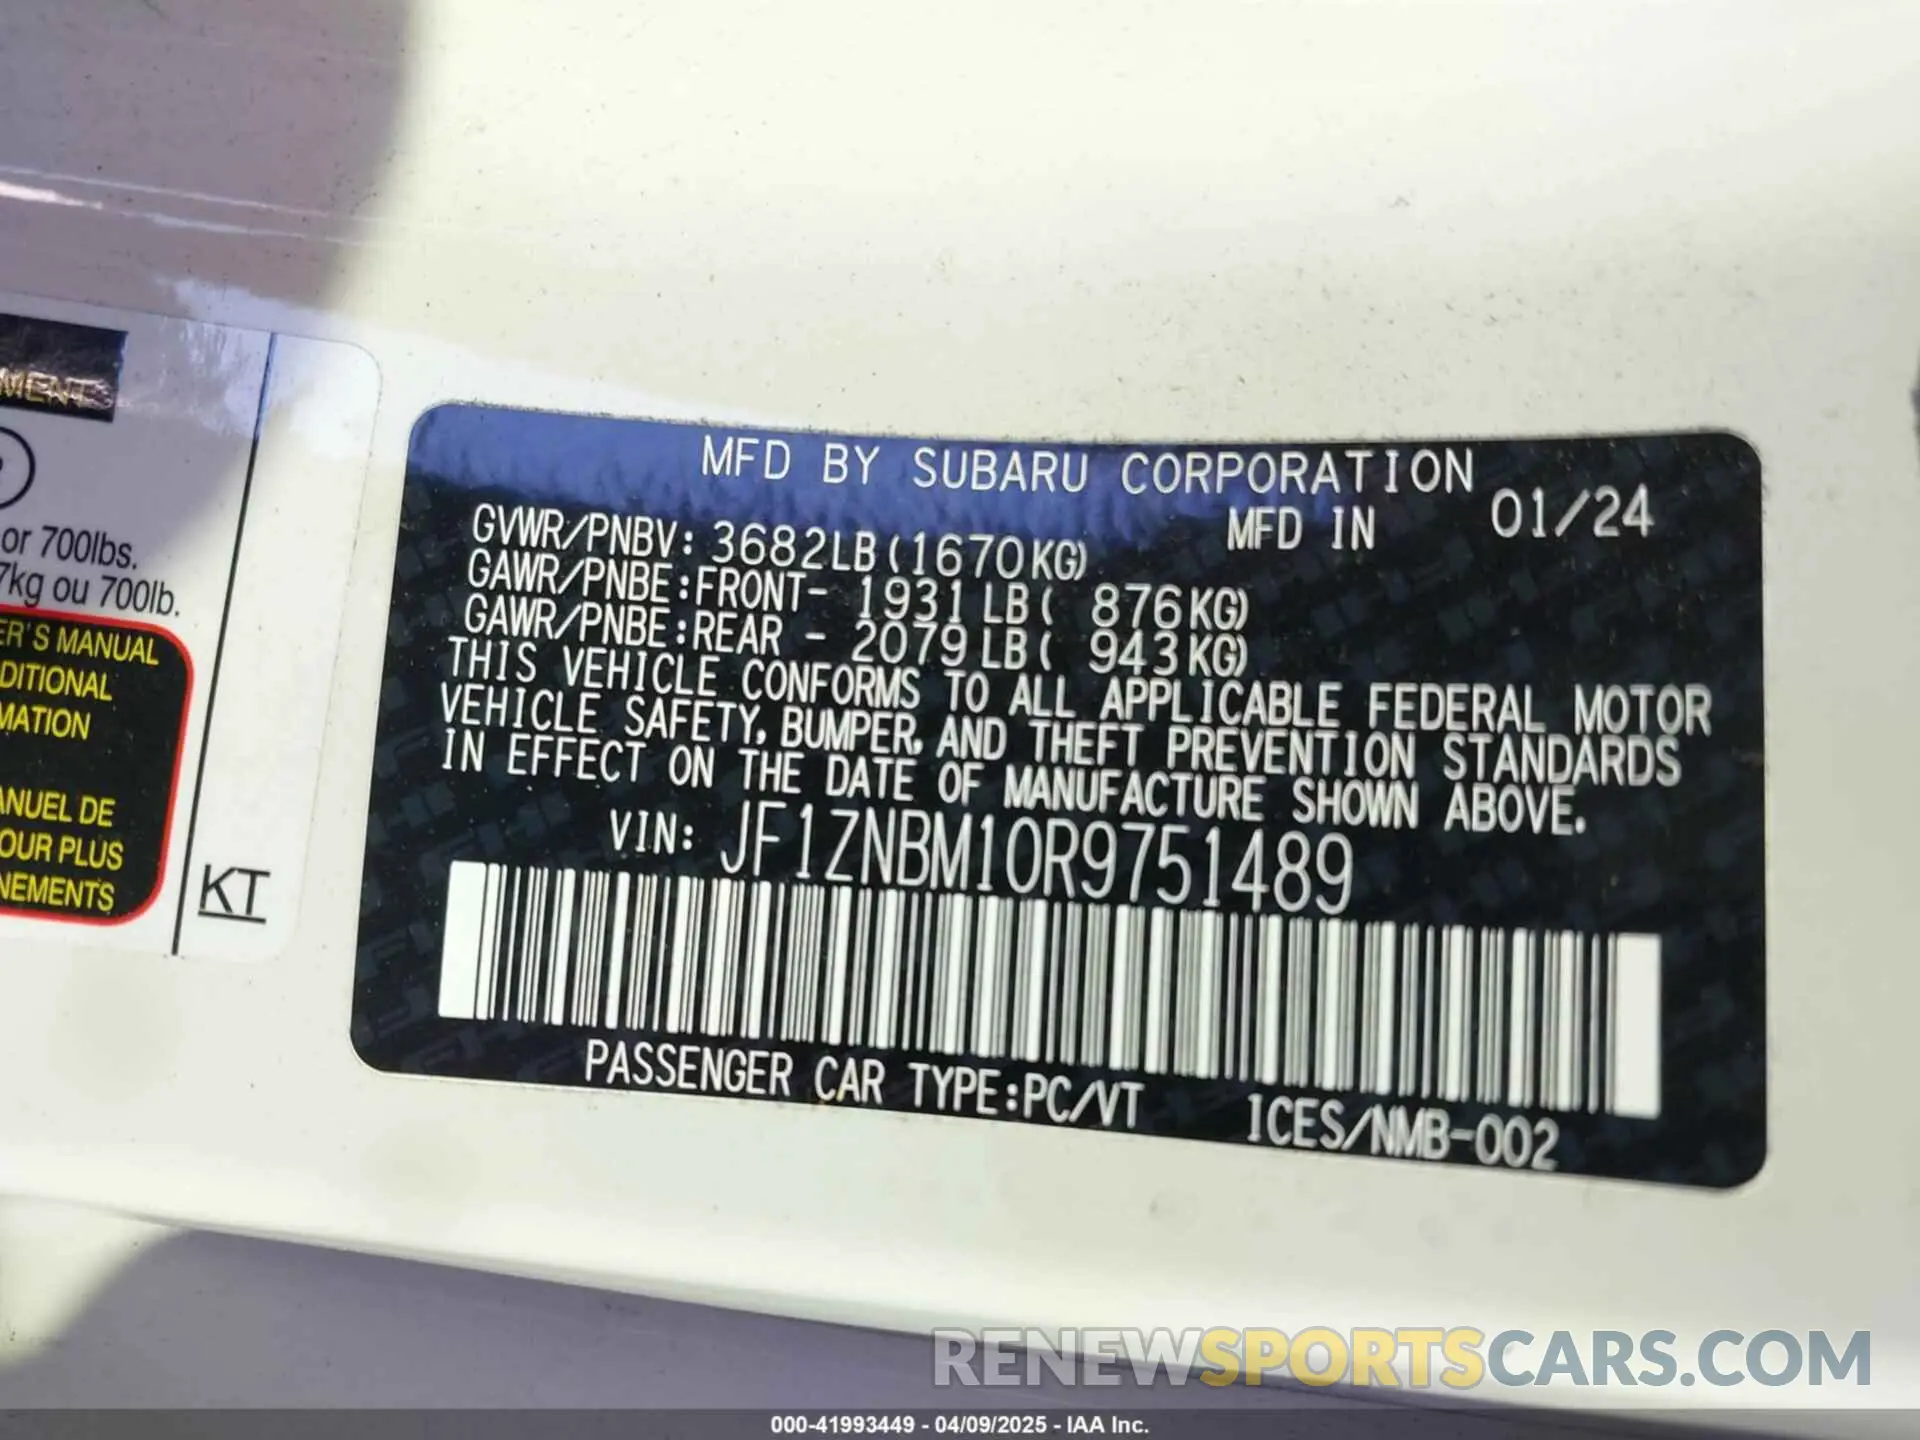 MENT
or 700lbs.
7kg ou 700lb.
ER'S MANUAL
DITIONAL
MATION
ANUEL DE
OUR PLUS
NEMENTS
KT
MFD BY SUBARU CORPORATION
MFD IN 01/24
GVWR/PNBV: 3682LB(1670KG)
GAWR/PNBE:FRONT- 1931LB( 876KG)
GAWR/PNBE:REAR - 2079LB( 943KG)
THIS VEHICLE CONFORMS TO ALL APPLICABLE FEDERAL MOTOR
VEHICLE SAFETY, BUMPER, AND THEFT PREVENTION STANDARDS
IN EFFECT ON THE DATE OF MANUFACTURE SHOWN ABOVE.
VIN: JF1ZNBM10R9751489
PASSENGER CAR TYPE:PC/VT ICES/NMB-002
RENEWSPORTSCARS.COM
000-41993449 - 04/09/2025 - IAA Inc.